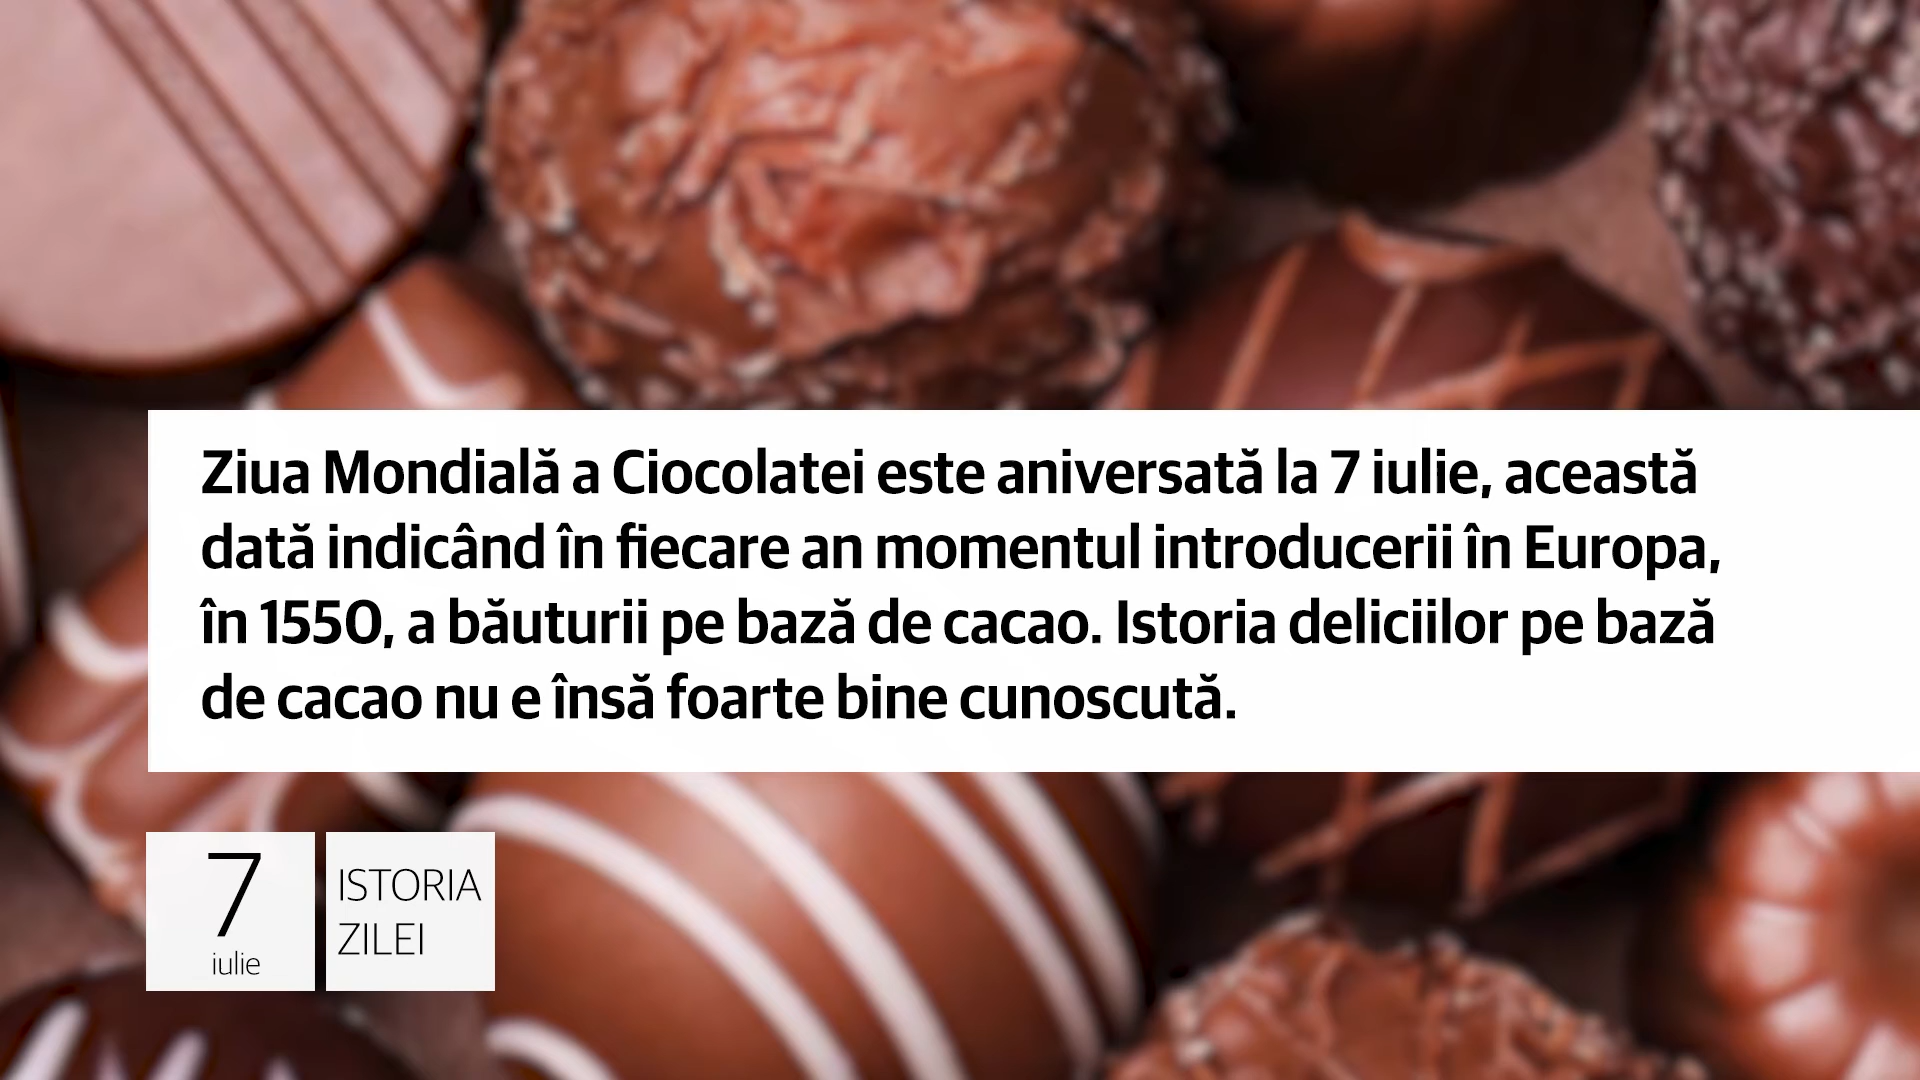 Ziua Mondială a Ciocolatei este aniversată la 7 iulie, această
dată indicând în fiecare an momentul introducerii în Europa,
în 1550, a băuturii pe bază de cacao. Istoria deliciilor pe bază
de cacao nu e însă foarte bine cunoscută.
7
iulie
ISTORIA
ZILEI